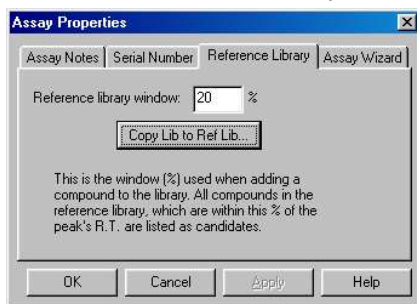 Assay Properties
Assay Notes Serial Number Reference Library Assay Wizard
Reference library window: 20 %
Copy Lib to Ref Lib...
This is the window (%) used when adding a
compound to the library. All compounds in the
reference library, which are within this % of the
peak's R.T. are listed as candidates.
OK Cancel Apply Help